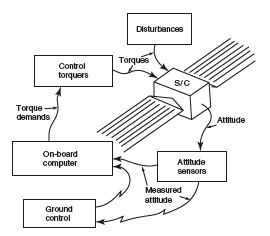 Disturbances
Torques
Control
torquers
S/C
Torque
demands
Attitude
On-board
computer
Attitude
sensors
Measured
attitude
Ground
control